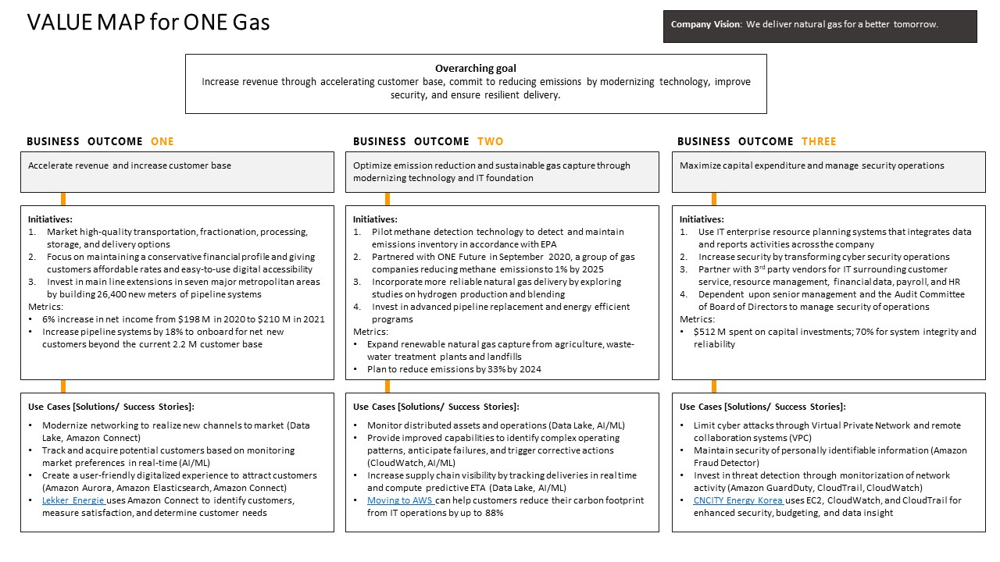 VALUE MAP for ONE Gas
Company Vision: We deliver natural gas for a better tomorrow.
Overarching goal
Increase revenue through accelerating customer base, commit to reducing emissions by modernizing technology, improve
security, and ensure resilient delivery.
BUSINESS OUTCOME ONE
Accelerate revenue and increase customer base
Initiatives:
1. Market high-quality transportation, fractionation, processing,
storage, and delivery options
2. Focus on maintaining a conservative financial profile and giving
customers affordable rates and easy-to-use digital accessibility
3. Invest in main line extensions in seven major metropolitan areas
by building 26,400 new meters of pipeline systems
Metrics:
• 6% increase in net income from $198 M in 2020 to $210 M in 2021
• Increase pipeline systems by 18% to onboard for net new
customers beyond the current 2.2 M customer base
Use Cases [Solutions/ Success Stories]:
• Modernize networking to realize new channels to market (Data
Lake, Amazon Connect)
• Track and acquire potential customers based on monitoring
market preferences in real-time (AI/ML)
• Create a user-friendly digitalized experience to attract customers
(Amazon Aurora, Amazon Elasticsearch, Amazon Connect)
• Lekker Energie uses Amazon Connect to identify customers,
measure satisfaction, and determine customer needs
BUSINESS OUTCOME TWO
Optimize emission reduction and sustainable gas capture through
modernizing technology and IT foundation
Initiatives:
1. Pilot methane detection technology to detect and maintain
emissions inventory in accordance with EPA
2. Partnered with ONE Future in September 2020, a group of gas
companies reducing methane emissions to 1% by 2025
3. Incorporate more reliable natural gas delivery by exploring
studies on hydrogen production and blending
4. Invest in advanced pipeline replacement and energy efficient
programs
Metrics:
• Expand renewable natural gas capture from agriculture, waste-
water treatment plants and landfills
• Plan to reduce emissions by 33% by 2024
Use Cases [Solutions/ Success Stories]:
• Monitor distributed assets and operations (Data Lake, AI/ML)
• Provide improved capabilities to identify complex operating
patterns, anticipate failures, and trigger corrective actions
(CloudWatch, AI/ML)
• Increase supply chain visibility by tracking deliveries in real time
and compute predictive ETA (Data Lake, AI/ML)
• Moving to AWS can help customers reduce their carbon footprint
from IT operations by up to 88%
BUSINESS OUTCOME THREE
Maximize capital expenditure and manage security operations
Initiatives:
1. Use IT enterprise resource planning systems that integrates data
and reports activities across the company
2. Increase security by transforming cyber security operations
3. Partner with 3rd party vendors for IT surrounding customer
service, resource management, financial data, payroll, and HR
4. Dependent upon senior management and the Audit Committee
of Board of Directors to manage security of operations
Metrics:
• $512 M spent on capital investments; 70% for system integrity and
reliability
Use Cases [Solutions/ Success Stories]:
• Limit cyber attacks through Virtual Private Network and remote
collaboration systems (VPC)
• Maintain security of personally identifiable information (Amazon
Fraud Detector)
• Invest in threat detection through monitorization of network
activity (Amazon GuardDuty, CloudTrail, CloudWatch)
• CNCITY Energy Korea uses EC2, CloudWatch, and CloudTrail for
enhanced security, budgeting, and data insight